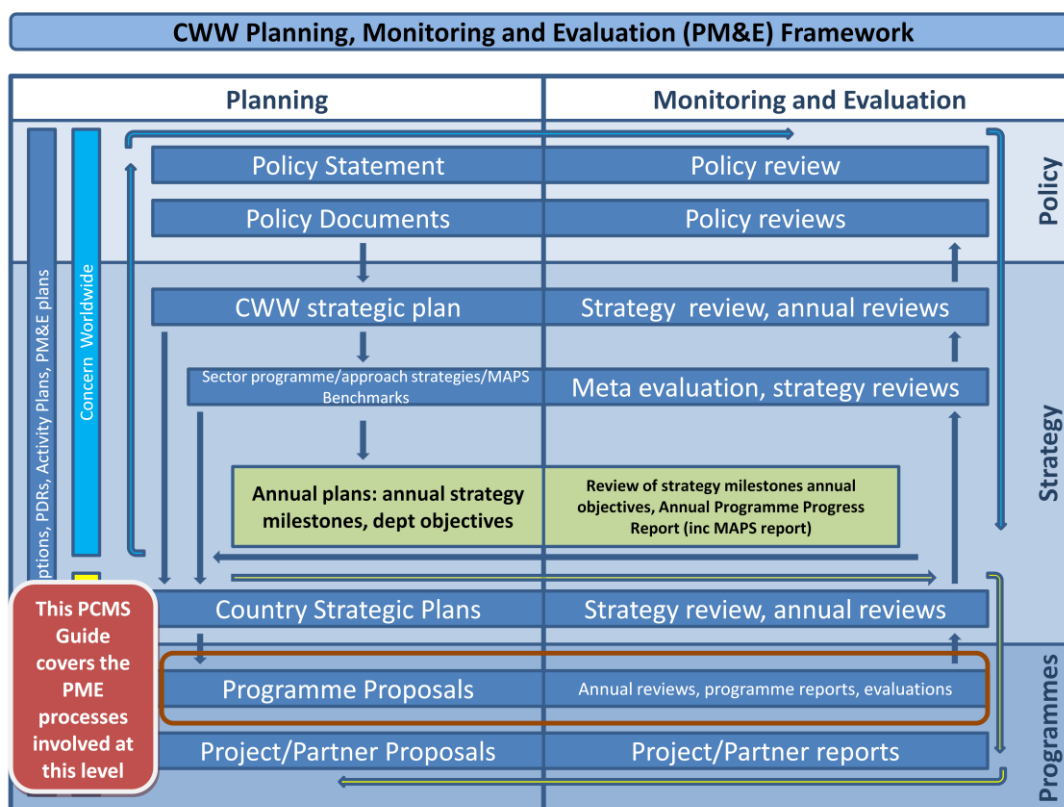 CWW Planning, Monitoring and Evaluation (PM&E) Framework
Planning
Monitoring and Evaluation
Policy Statement
Policy review
Policy Documents
Policy reviews
CWW strategic plan
Strategy review, annual reviews
Sector programme/approach strategies/MAPS
Benchmarks
Meta evaluation, strategy reviews
Annual plans: annual strategy
milestones, dept objectives
Review of strategy milestones annual
objectives, Annual Programme Progress
Report (inc MAPS report)
Country Strategic Plans
Strategy review, annual reviews
Programme Proposals
Annual reviews, programme reports, evaluations
Project/Partner Proposals
Project/Partner reports
PDRs, Activity Plans, PM&E plans
Concern Worldwide
This PCMS
Guide
covers the
PME
processes
involved at
this level
Policy
Strategy
Programmes